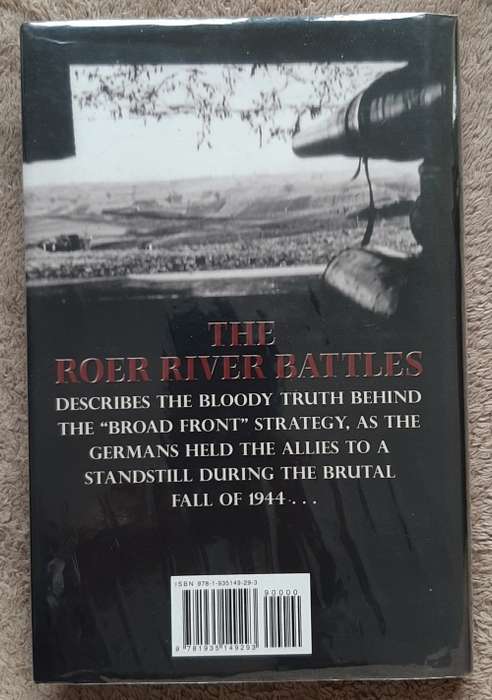 THE
ROER RIVER BATTLES
DESCRIBES THE BLOODY TRUTH BEHIND
THE “BROAD FRONT” STRATEGY, AS THE
GERMANS HELD THE ALLIES TO A
STANDSTILL DURING THE BRUTAL
FALL OF 1944 . . .
ISBN 978-1-935149-29-3
90000
9 781935 149293